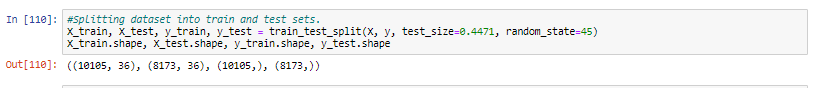 In [110]: #Splitting dataset into train and test sets.
X_train, X_test, y_train, y_test = train_test_split(X, y, test_size=0.4471, random_state=45)
X_train.shape, X_test.shape, y_train.shape, y_test.shape
Out[110]: ((10105, 36), (8173, 36), (10105,), (8173,))